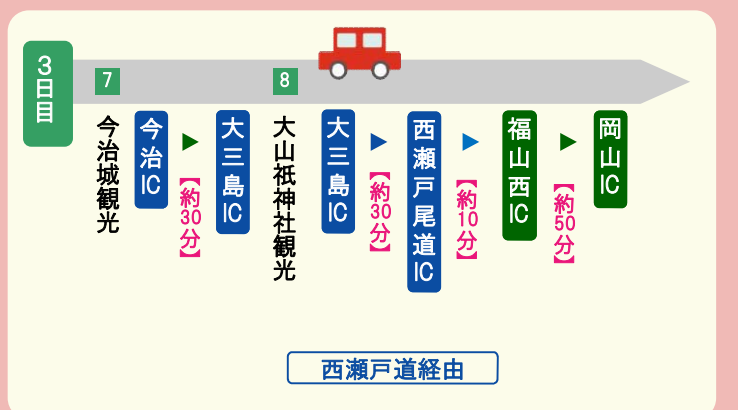 3日目
7
今治城観光
今治IC
【約30分】
大三島IC
8
大山祇神社観光
大三島IC
【約30分】
西瀬戸尾道IC
【約10分】
福山西IC
【約50分】
岡山IC
西瀬戸道経由